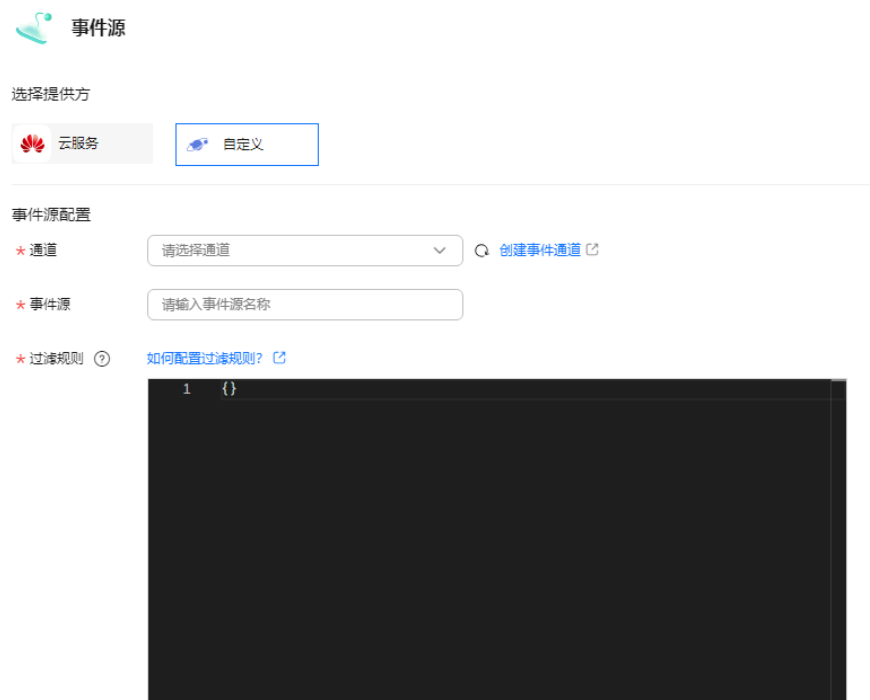 事件源
选择提供方
云服务 自定义
事件源配置
* 通道 请选择通道 创建事件通道
* 事件源 请输入事件源名称
* 过滤规则 ? 如何配置过滤规则？
1 {}